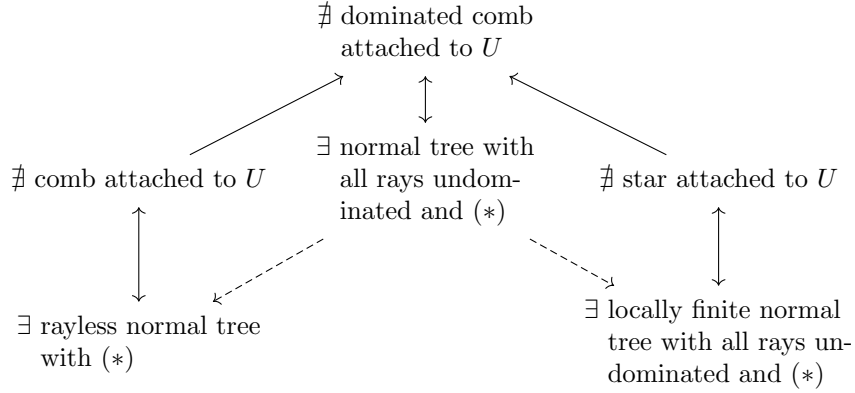 ∄ dominated comb
attached to U
∃ normal tree with
all rays undom-
inated and (∗)
∄ comb attached to U
∄ star attached to U
∃ rayless normal tree
with (∗)
∃ locally finite normal
tree with all rays un-
dominated and (∗)